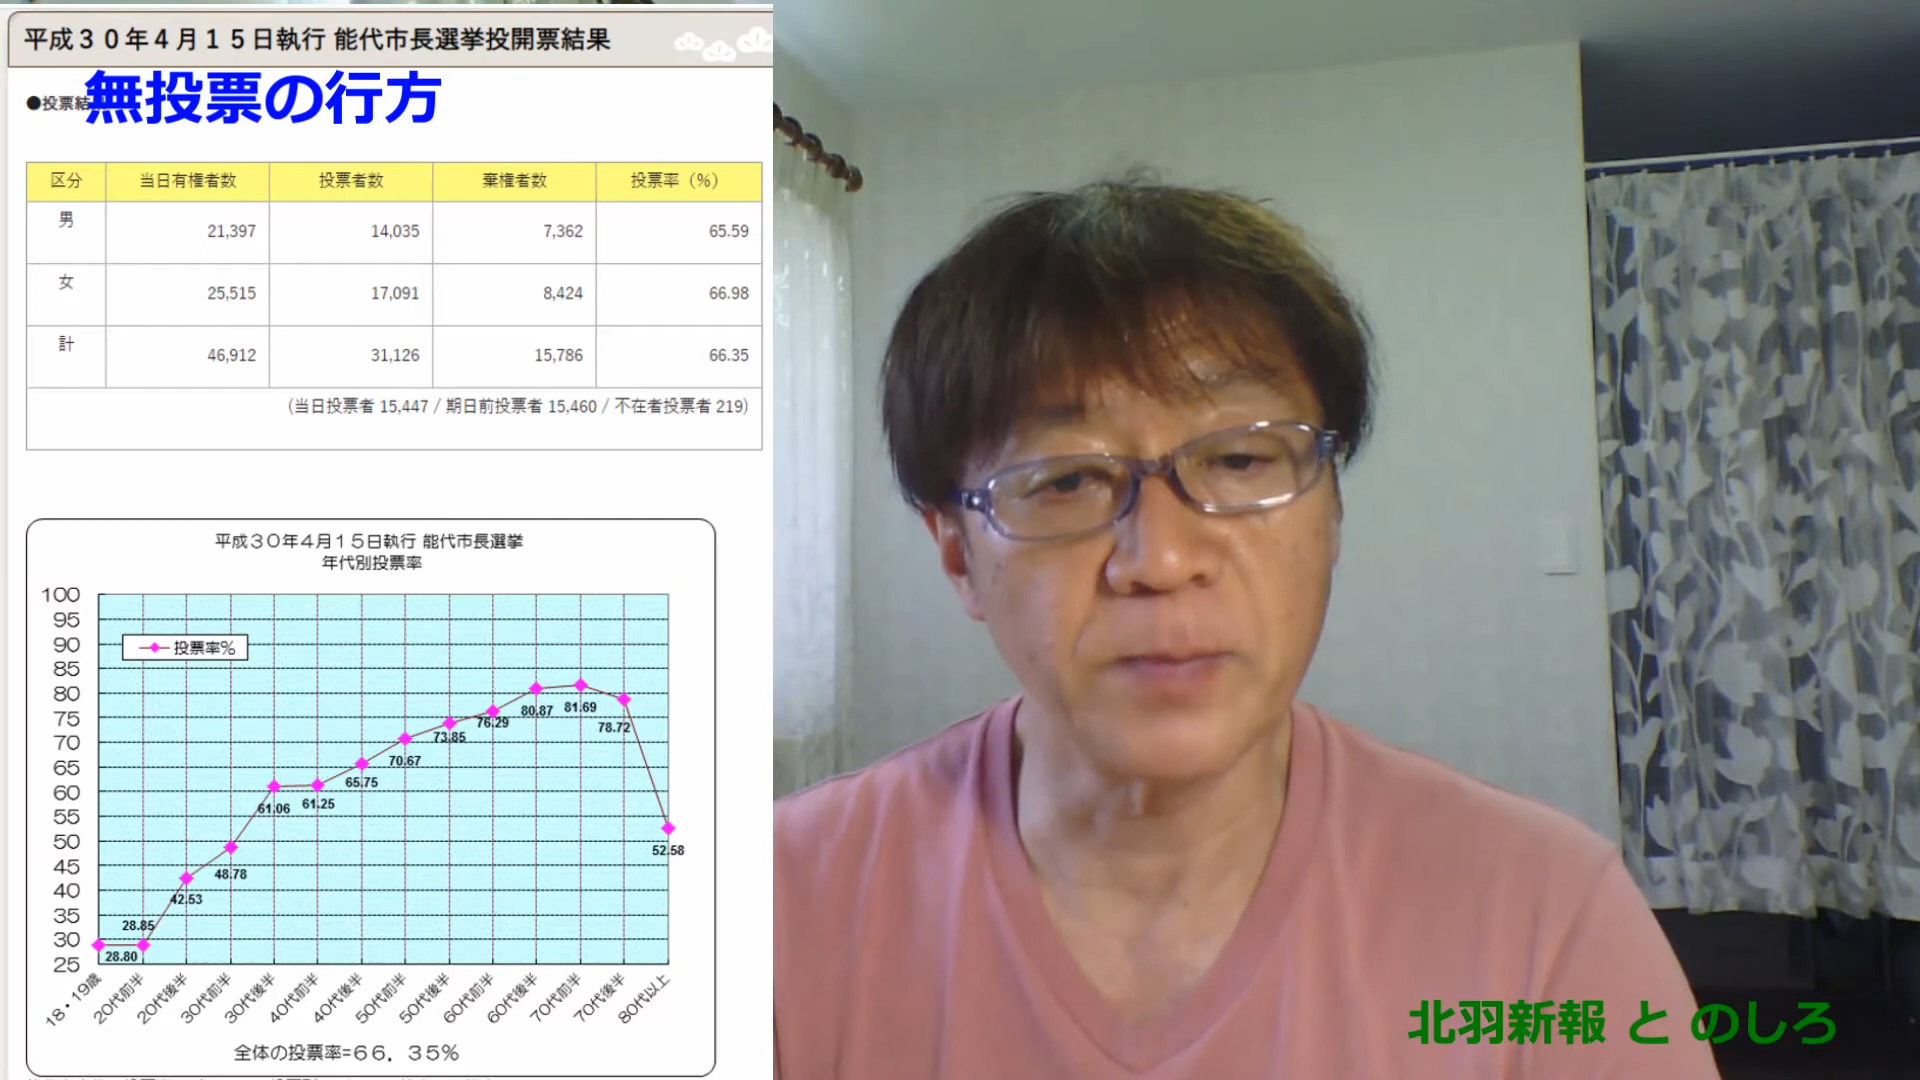 平成３０年４月１５日執行 能代市長選挙投開票結果
●投票結
無投票の行方
区分 当日有権者数 投票者数 棄権者数 投票率（%）
男 21,397 14,035 7,362 65.59
女 25,515 17,091 8,424 66.98
計 46,912 31,126 15,786 66.35
（当日投票者 15,447 / 期日前投票者 15,460 / 不在者投票者 219）
平成３０年４月１５日執行 能代市長選挙
年代別投票率
投票率%
100
95
90
85
80
75
70
65
60
55
50
45
40
35
30
25
28.80
28.85
42.53
48.78
61.06
61.25
65.75
70.67
73.85
76.29
80.87
81.69
78.72
52.58
18・19歳
20代前半
20代後半
30代前半
30代後半
40代前半
40代後半
50代前半
50代後半
60代前半
60代後半
70代前半
70代後半
80代以上
全体の投票率=６６．３５%
北羽新報 と のしろ